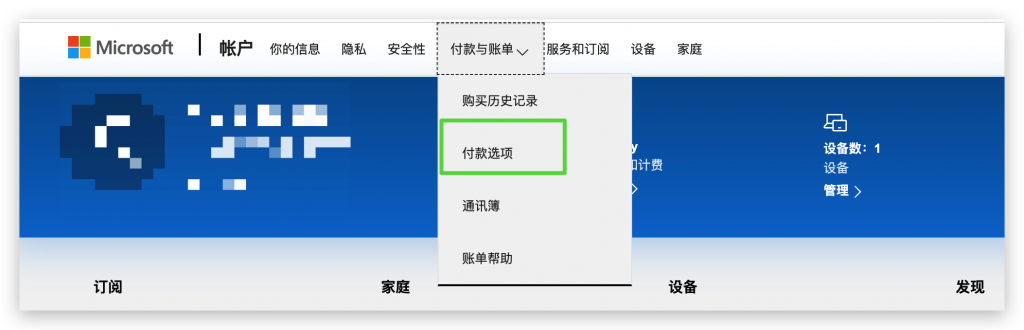 Microsoft 帐户 你的信息 隐私 安全性 付款与账单 服务和订阅 设备 家庭
购买历史记录
付款选项
通讯簿
账单帮助
y
和计费
设备数：1
设备
管理
订阅 家庭 设备 发现